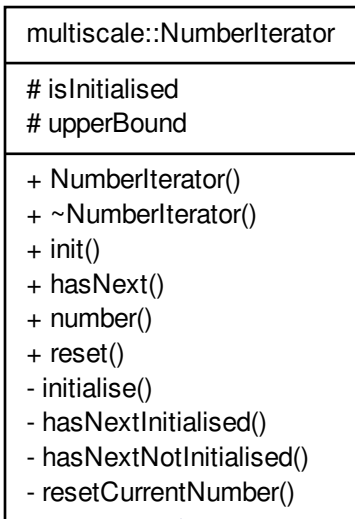 multiscale::NumberIterator
# isInitialised
# upperBound
+ NumberIterator()
+ ~NumberIterator()
+ init()
+ hasNext()
+ number()
+ reset()
- initialise()
- hasNextInitialised()
- hasNextNotInitialised()
- resetCurrentNumber()